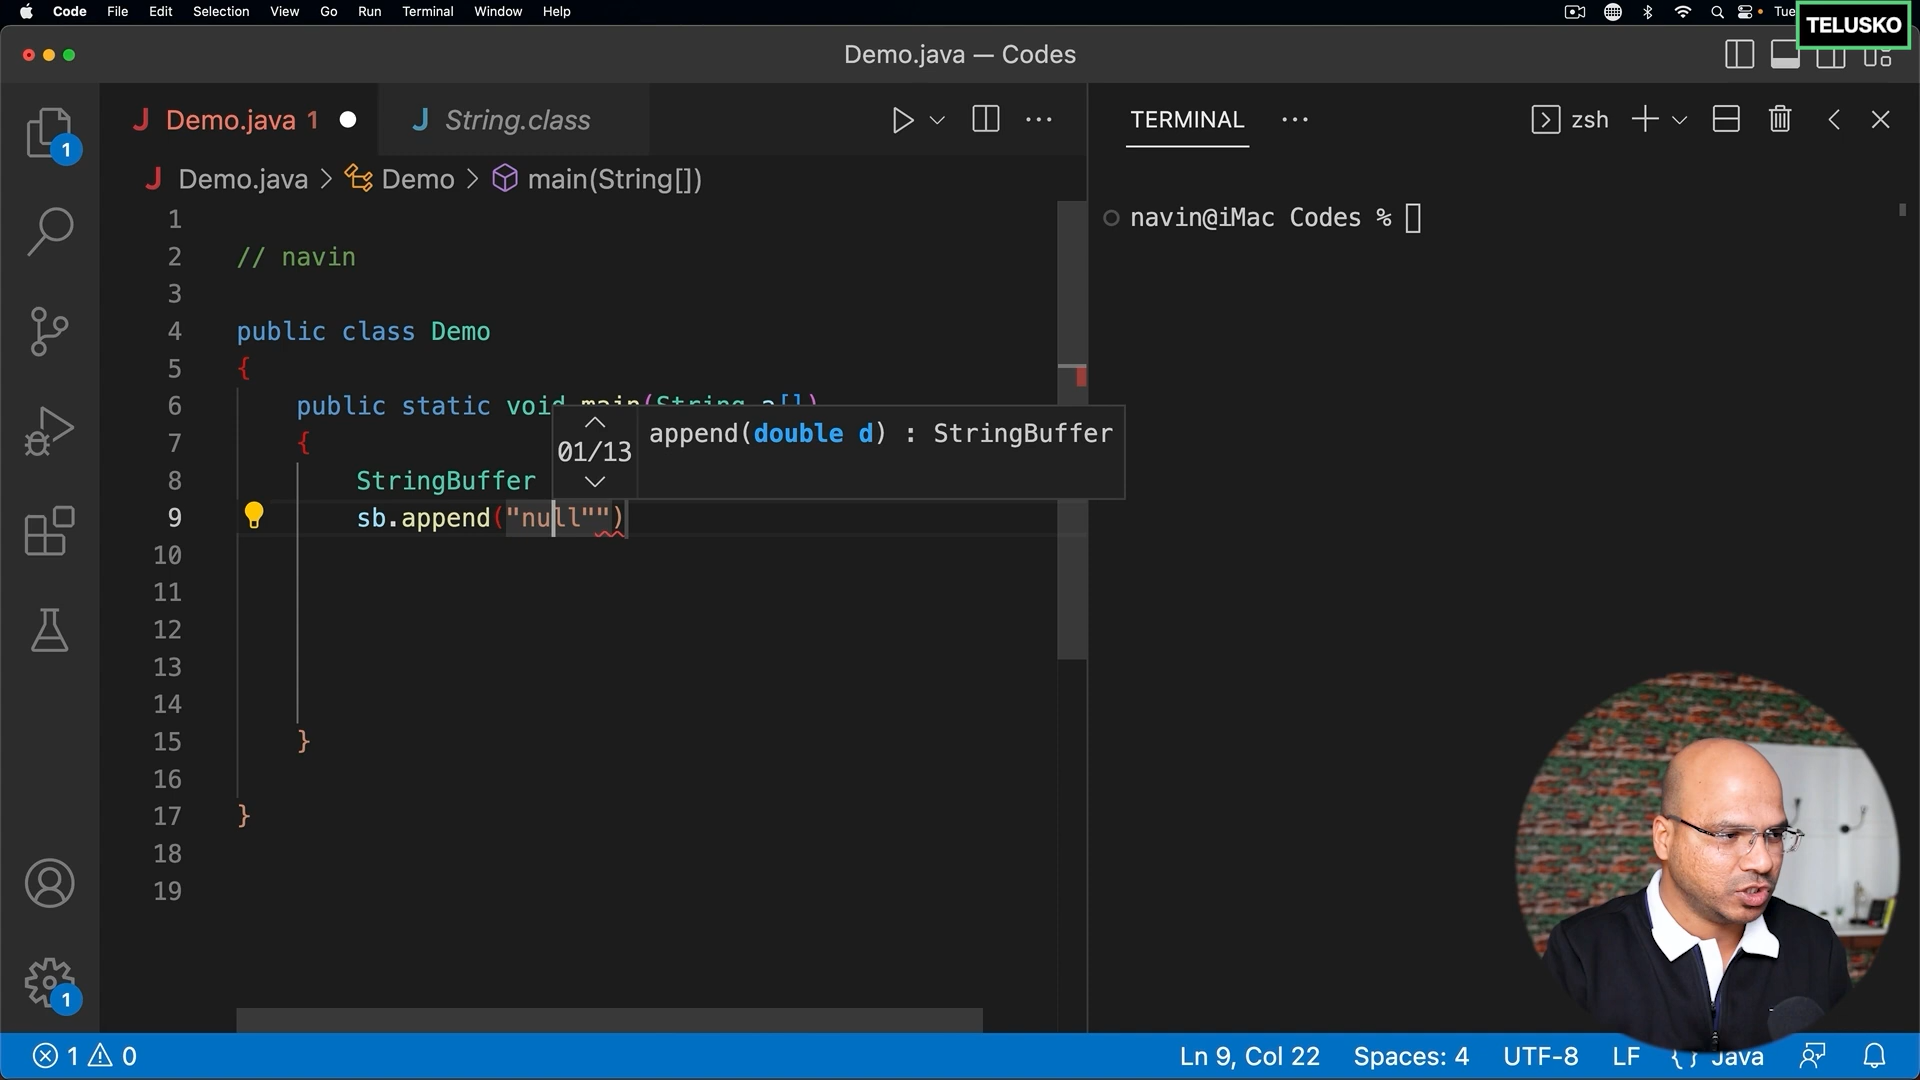 Code File Edit Selection View Go Run Terminal Window Help Tue
TELUSKO
Demo.java — Codes
Demo.java 1 String.class
TERMINAL zsh
Demo.java > Demo > main(String[])
navin@iMac Codes %
1
2 // navin
3
4 public class Demo
5 {
6 public static void main(String a[])
01/13 append(double d) : StringBuffer
7 {
8 StringBuffer
9 sb.append("null"")
10
11
12
13
14
15 }
16
17 }
18
19
1
1
1 0
Ln 9, Col 22 Spaces: 4 UTF-8 LF { } Java